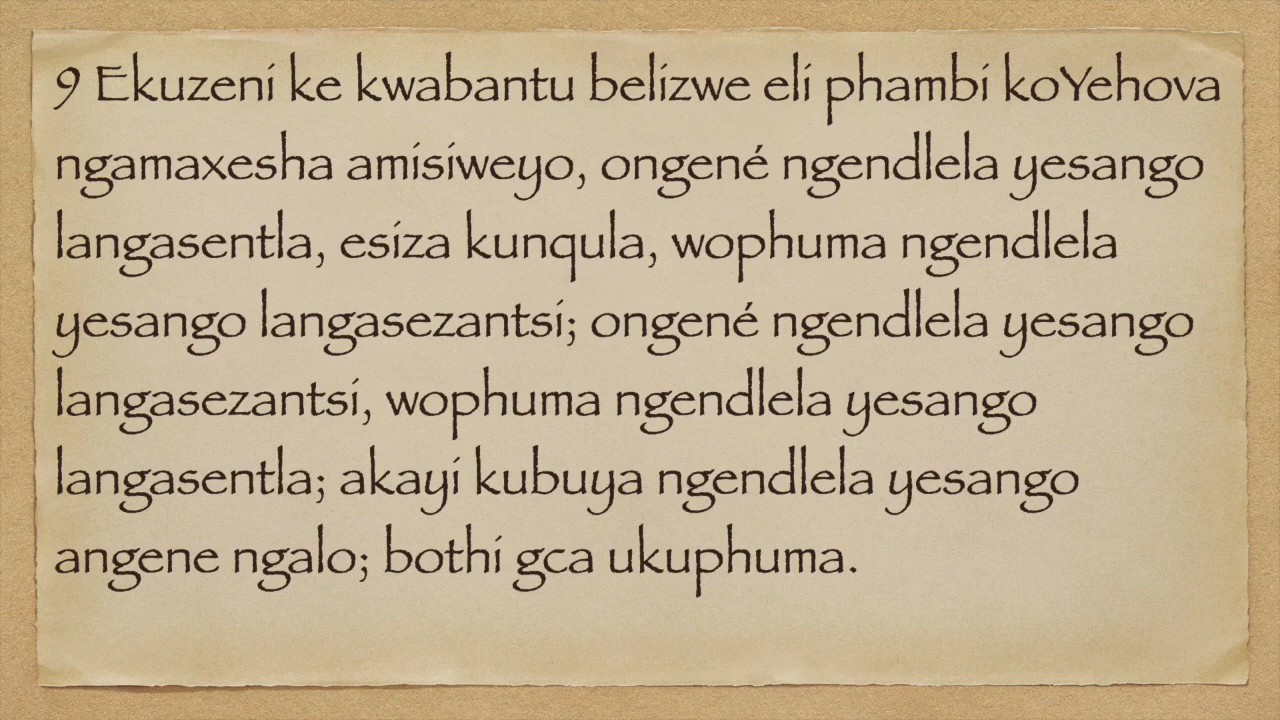 9 Ekuzeni ke kwabantu belizwe eli phambi koYehova
ngamaxesha amisiweyo, ongené ngendlela yesango
langasentla, esiza kunqula, wophuma ngendlela
yesango langasezantsi; ongené ngendlela yesango
langasezantsi, wophuma ngendlela yesango
langasentla; akayi kubuya ngendlela yesango
angene ngalo; bothi gca ukuphuma.